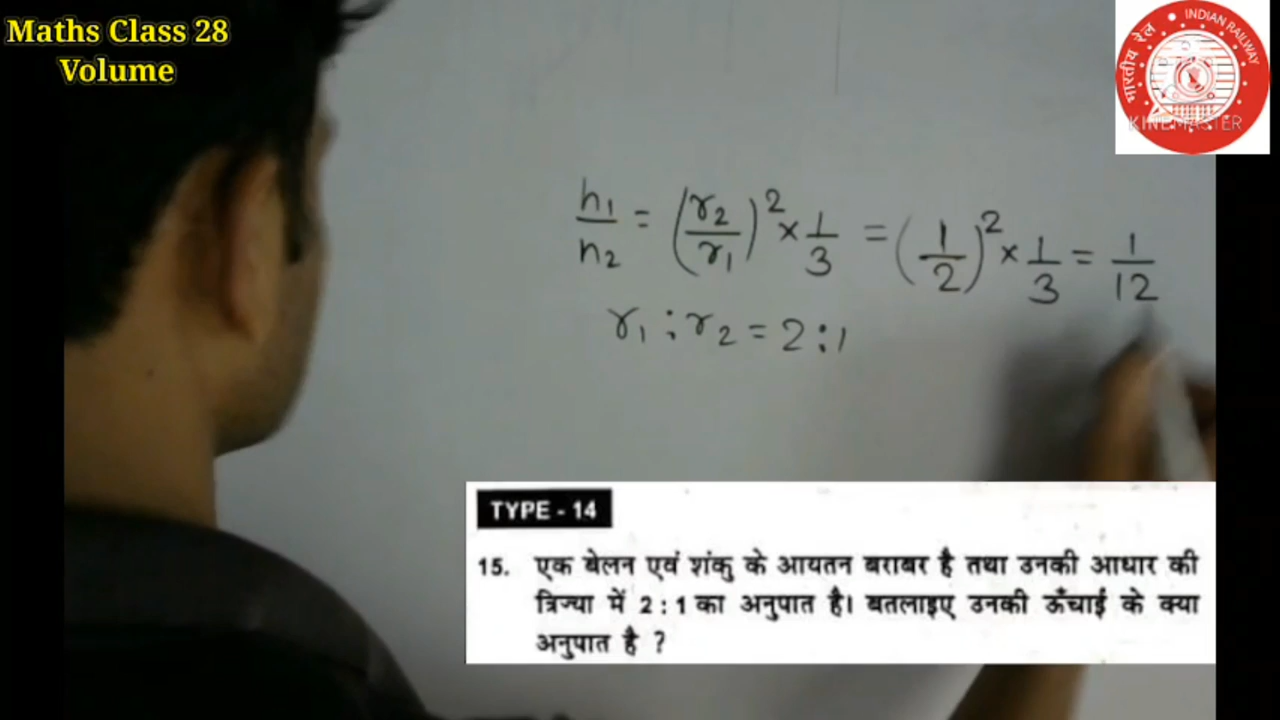 Maths Class 28
Volume
भारतीय रेल INDIAN RAILWAY
KINEMASTER
h₁/h₂ = (r₂/r₁)² × 1/3 = (1/2)² × 1/3 = 1/12
r₁ : r₂ = 2 : 1
TYPE - 14
15. एक बेलन एवं शंकु के आयतन बराबर है तथा उनकी आधार की
त्रिज्या में 2 : 1 का अनुपात है। बतलाइए उनकी ऊँचाई के क्या
अनुपात है ?